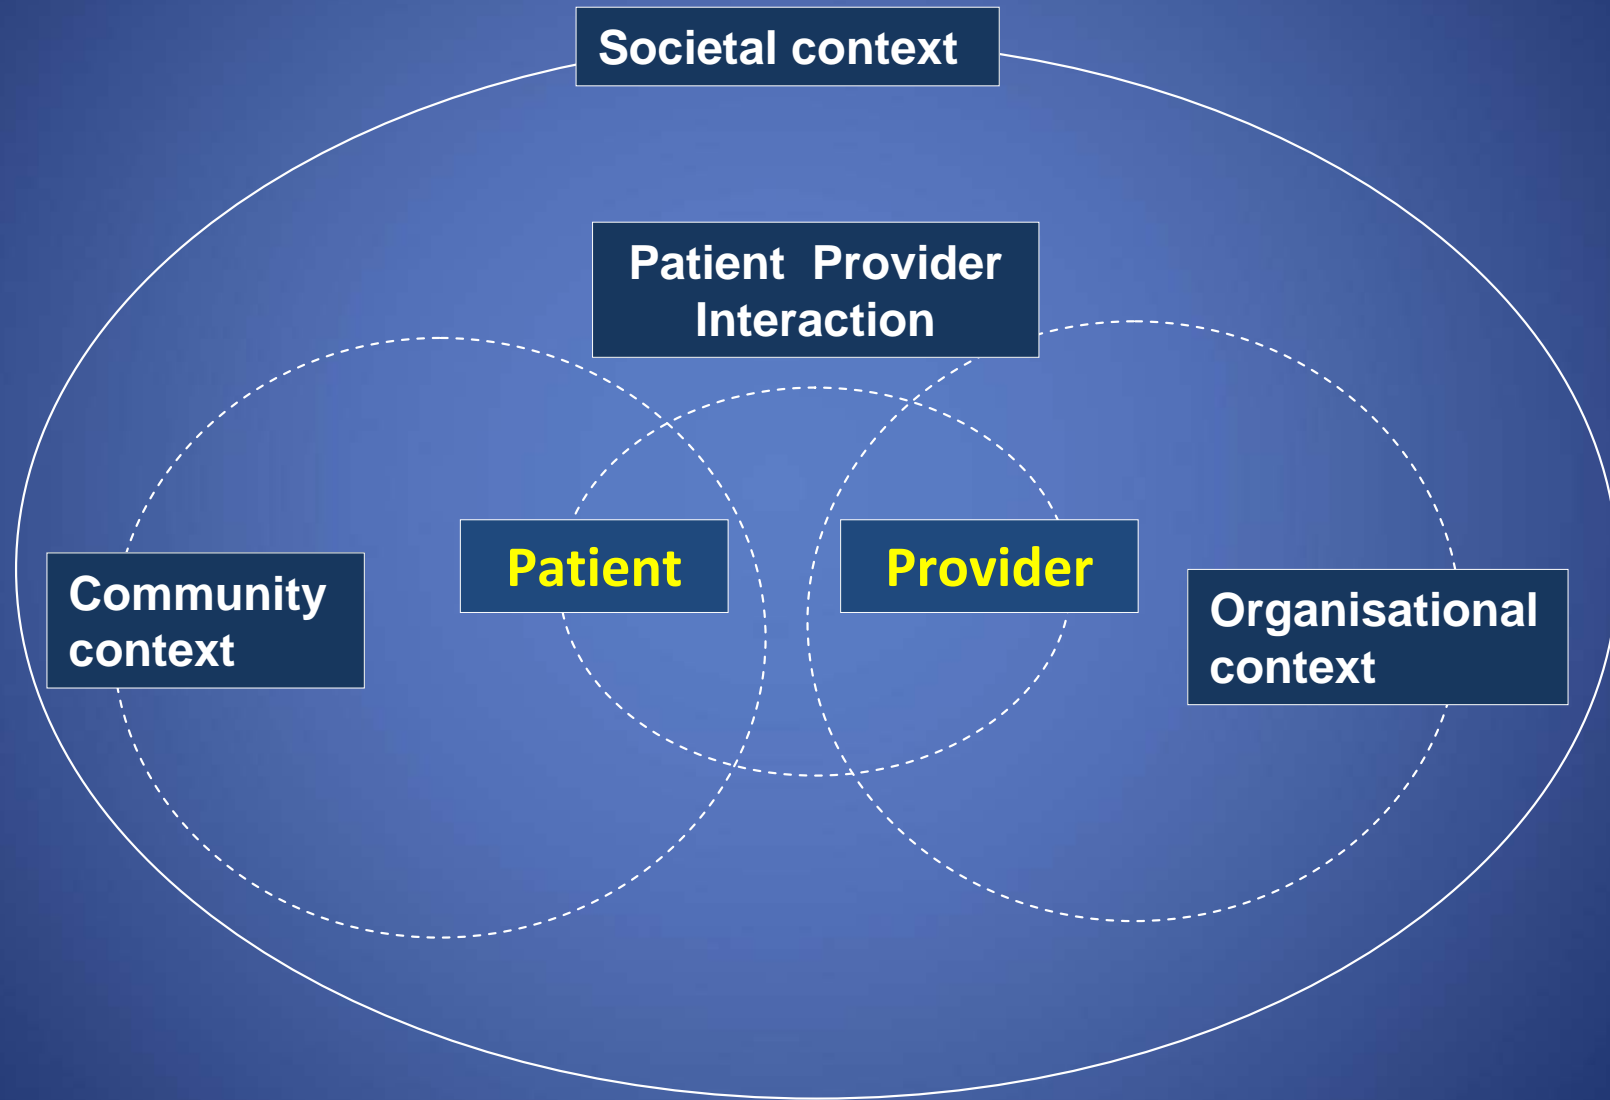 Societal context
Patient Provider
Interaction
Patient
Provider
Community
context
Organisational
context